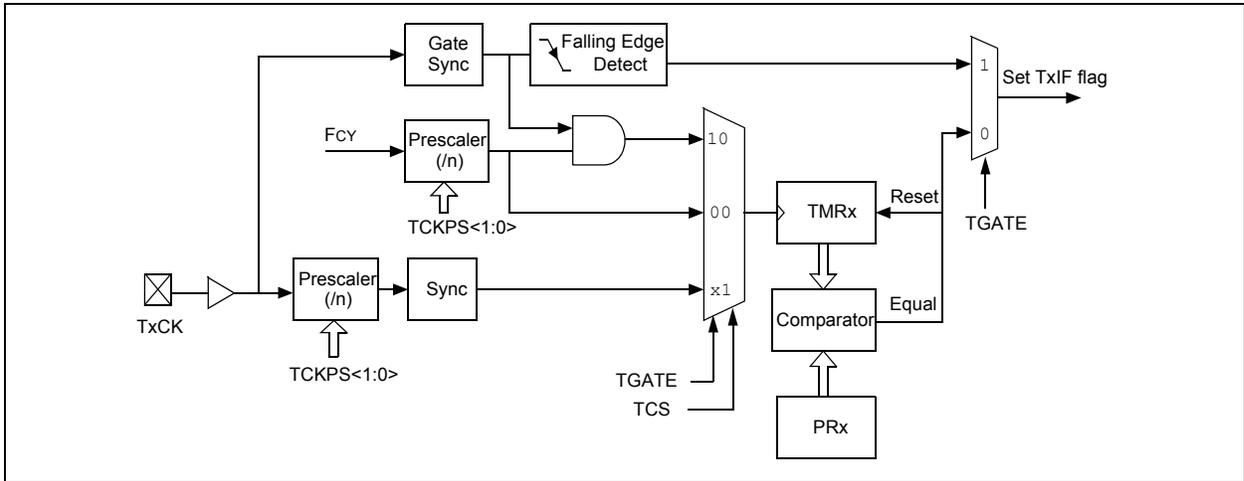 Gate
Sync
Falling Edge
Detect
1
Set TxIF flag
0
TGATE
FCY
Prescaler
(/n)
TCKPS<1:0>
10
00
x1
TMRx
Reset
TxCK
Prescaler
(/n)
TCKPS<1:0>
Sync
Comparator
Equal
TGATE
TCS
PRx